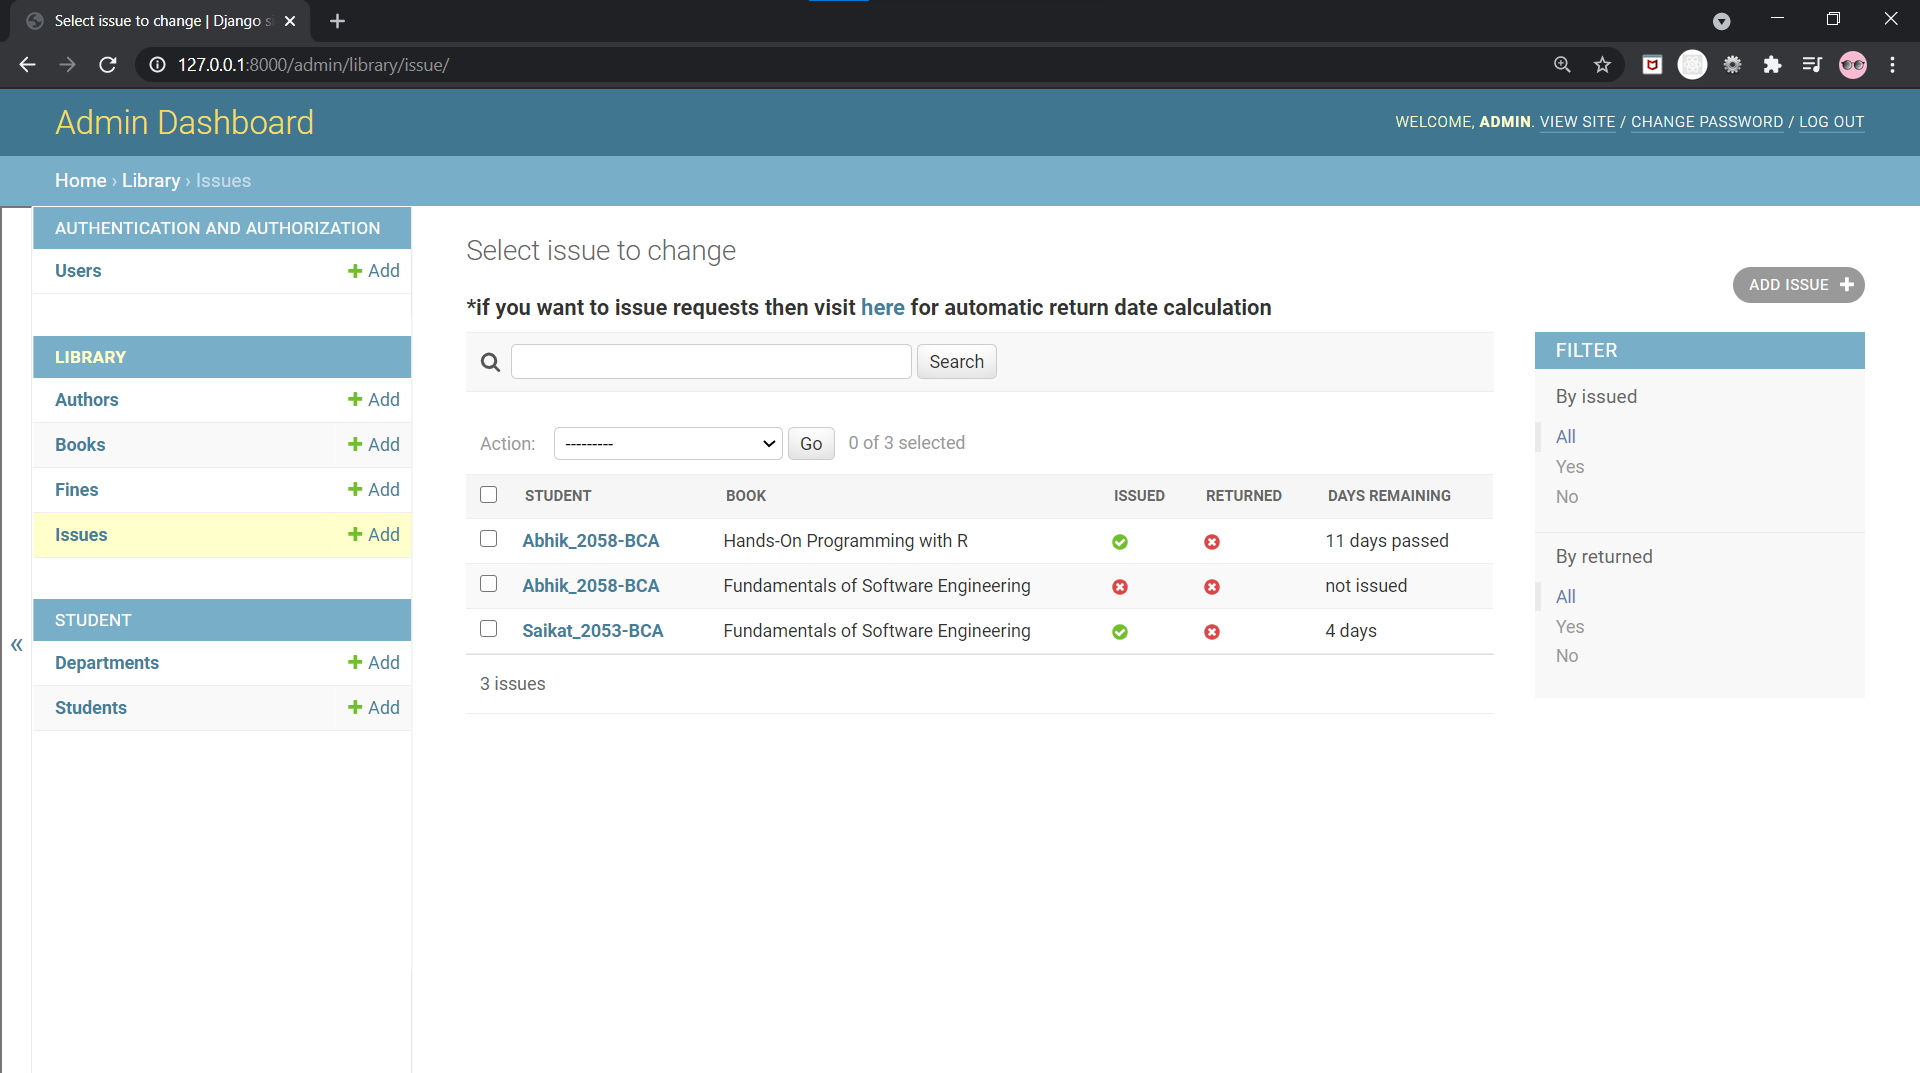 Select issue to change | Django s
127.0.0.1:8000/admin/library/issue/
Admin Dashboard
WELCOME, ADMIN. VIEW SITE / CHANGE PASSWORD / LOG OUT
Home › Library › Issues
AUTHENTICATION AND AUTHORIZATION
Users Add
LIBRARY
Authors Add
Books Add
Fines Add
Issues Add
STUDENT
Departments Add
Students Add
«
Select issue to change
ADD ISSUE
*if you want to issue requests then visit here for automatic return date calculation
Search
Action: --------- Go 0 of 3 selected
STUDENT BOOK ISSUED RETURNED DAYS REMAINING
Abhik_2058-BCA Hands-On Programming with R 11 days passed
Abhik_2058-BCA Fundamentals of Software Engineering not issued
Saikat_2053-BCA Fundamentals of Software Engineering 4 days
3 issues
FILTER
By issued
All
Yes
No
By returned
All
Yes
No